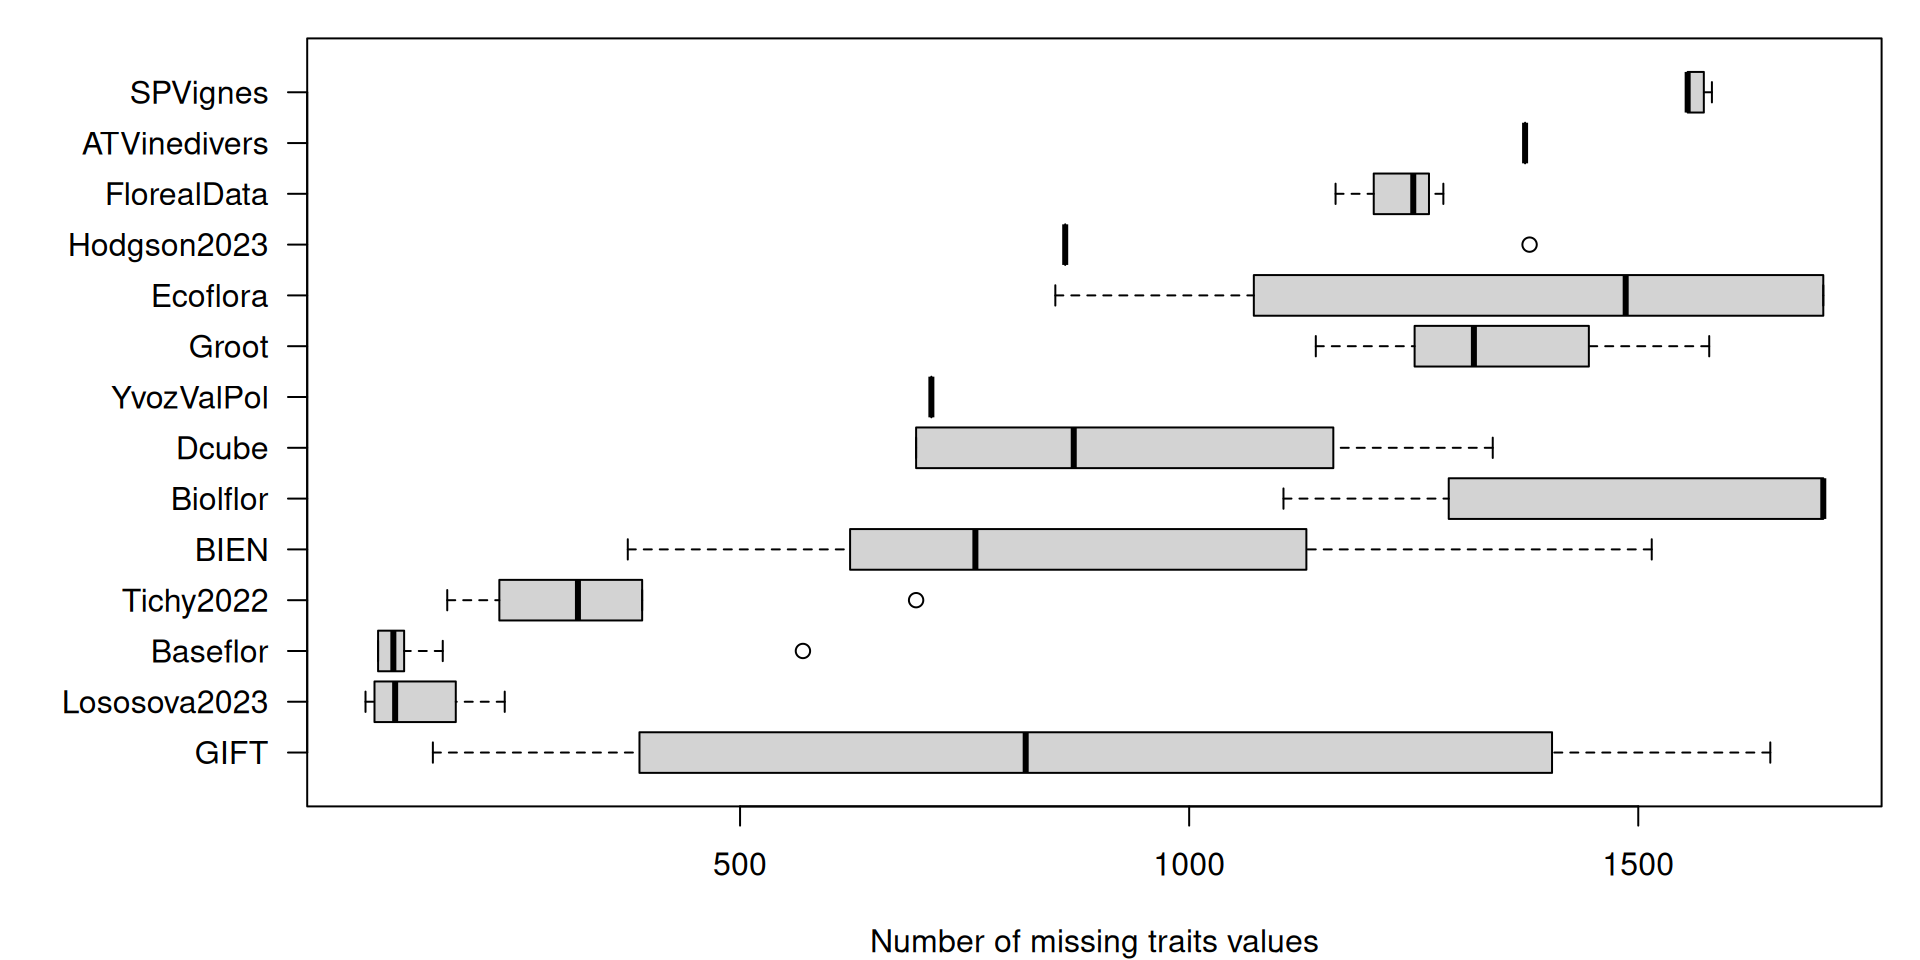 SPVignes
ATVinedivers
FlorealData
Hodgson2023
Ecoflora
Groot
YvozValPol
Dcube
Biolflor
BIEN
Tichy2022
Baseflor
Lososova2023
GIFT
500 1000 1500
Number of missing traits values